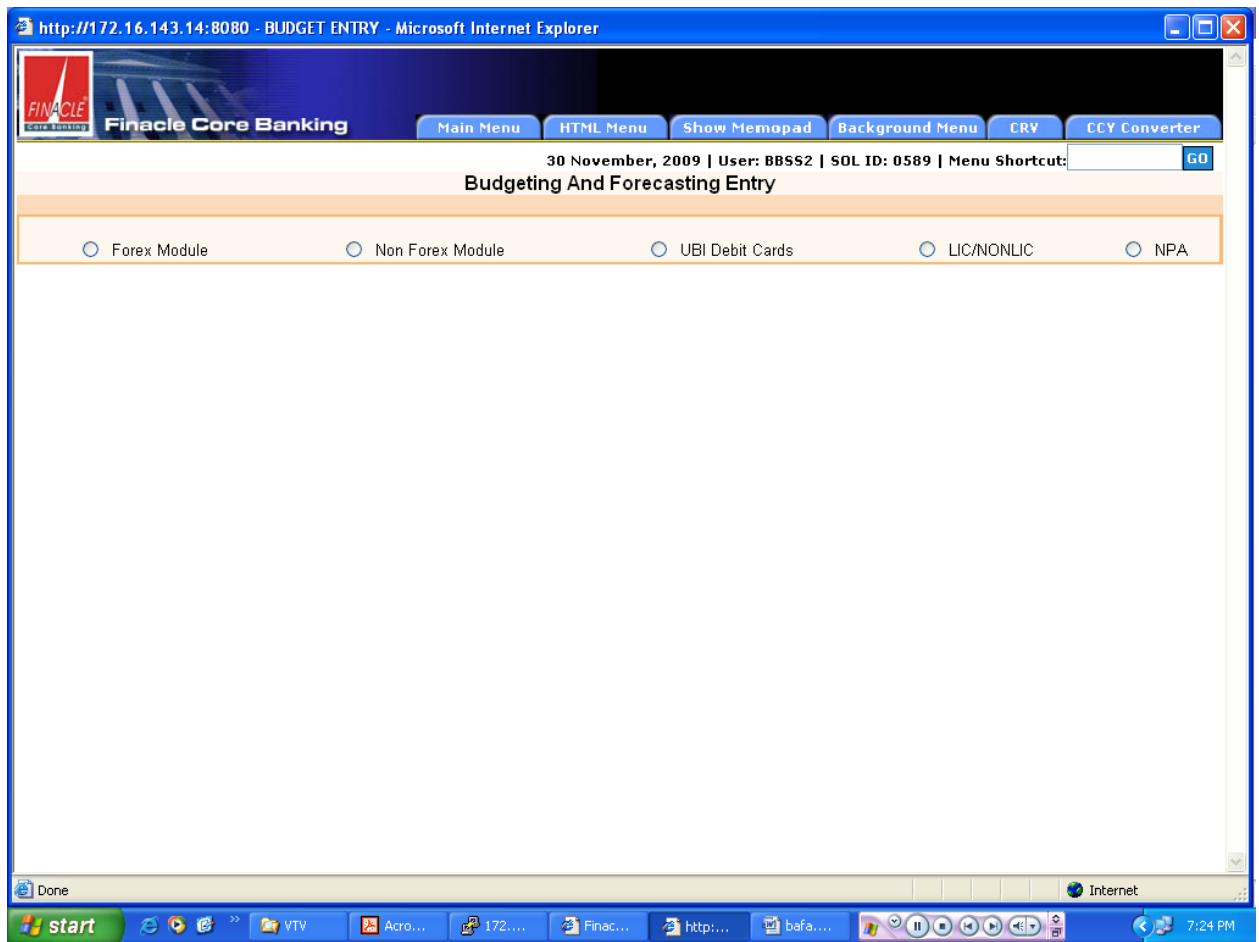 http://172.16.143.14:8080 - BUDGET ENTRY - Microsoft Internet Explorer
FINACLE
Core Banking
Finacle Core Banking
Main Menu HTML Menu Show Memopad Background Menu CRV CCY Converter
30 November, 2009 | User: BBSS2 | SOL ID: 0589 | Menu Shortcut: GO
Budgeting And Forecasting Entry
Forex Module Non Forex Module UBI Debit Cards LIC/NONLIC NPA
Done Internet
start VTV Acro... 172.... Finac... http:... bafa.... 7:24 PM